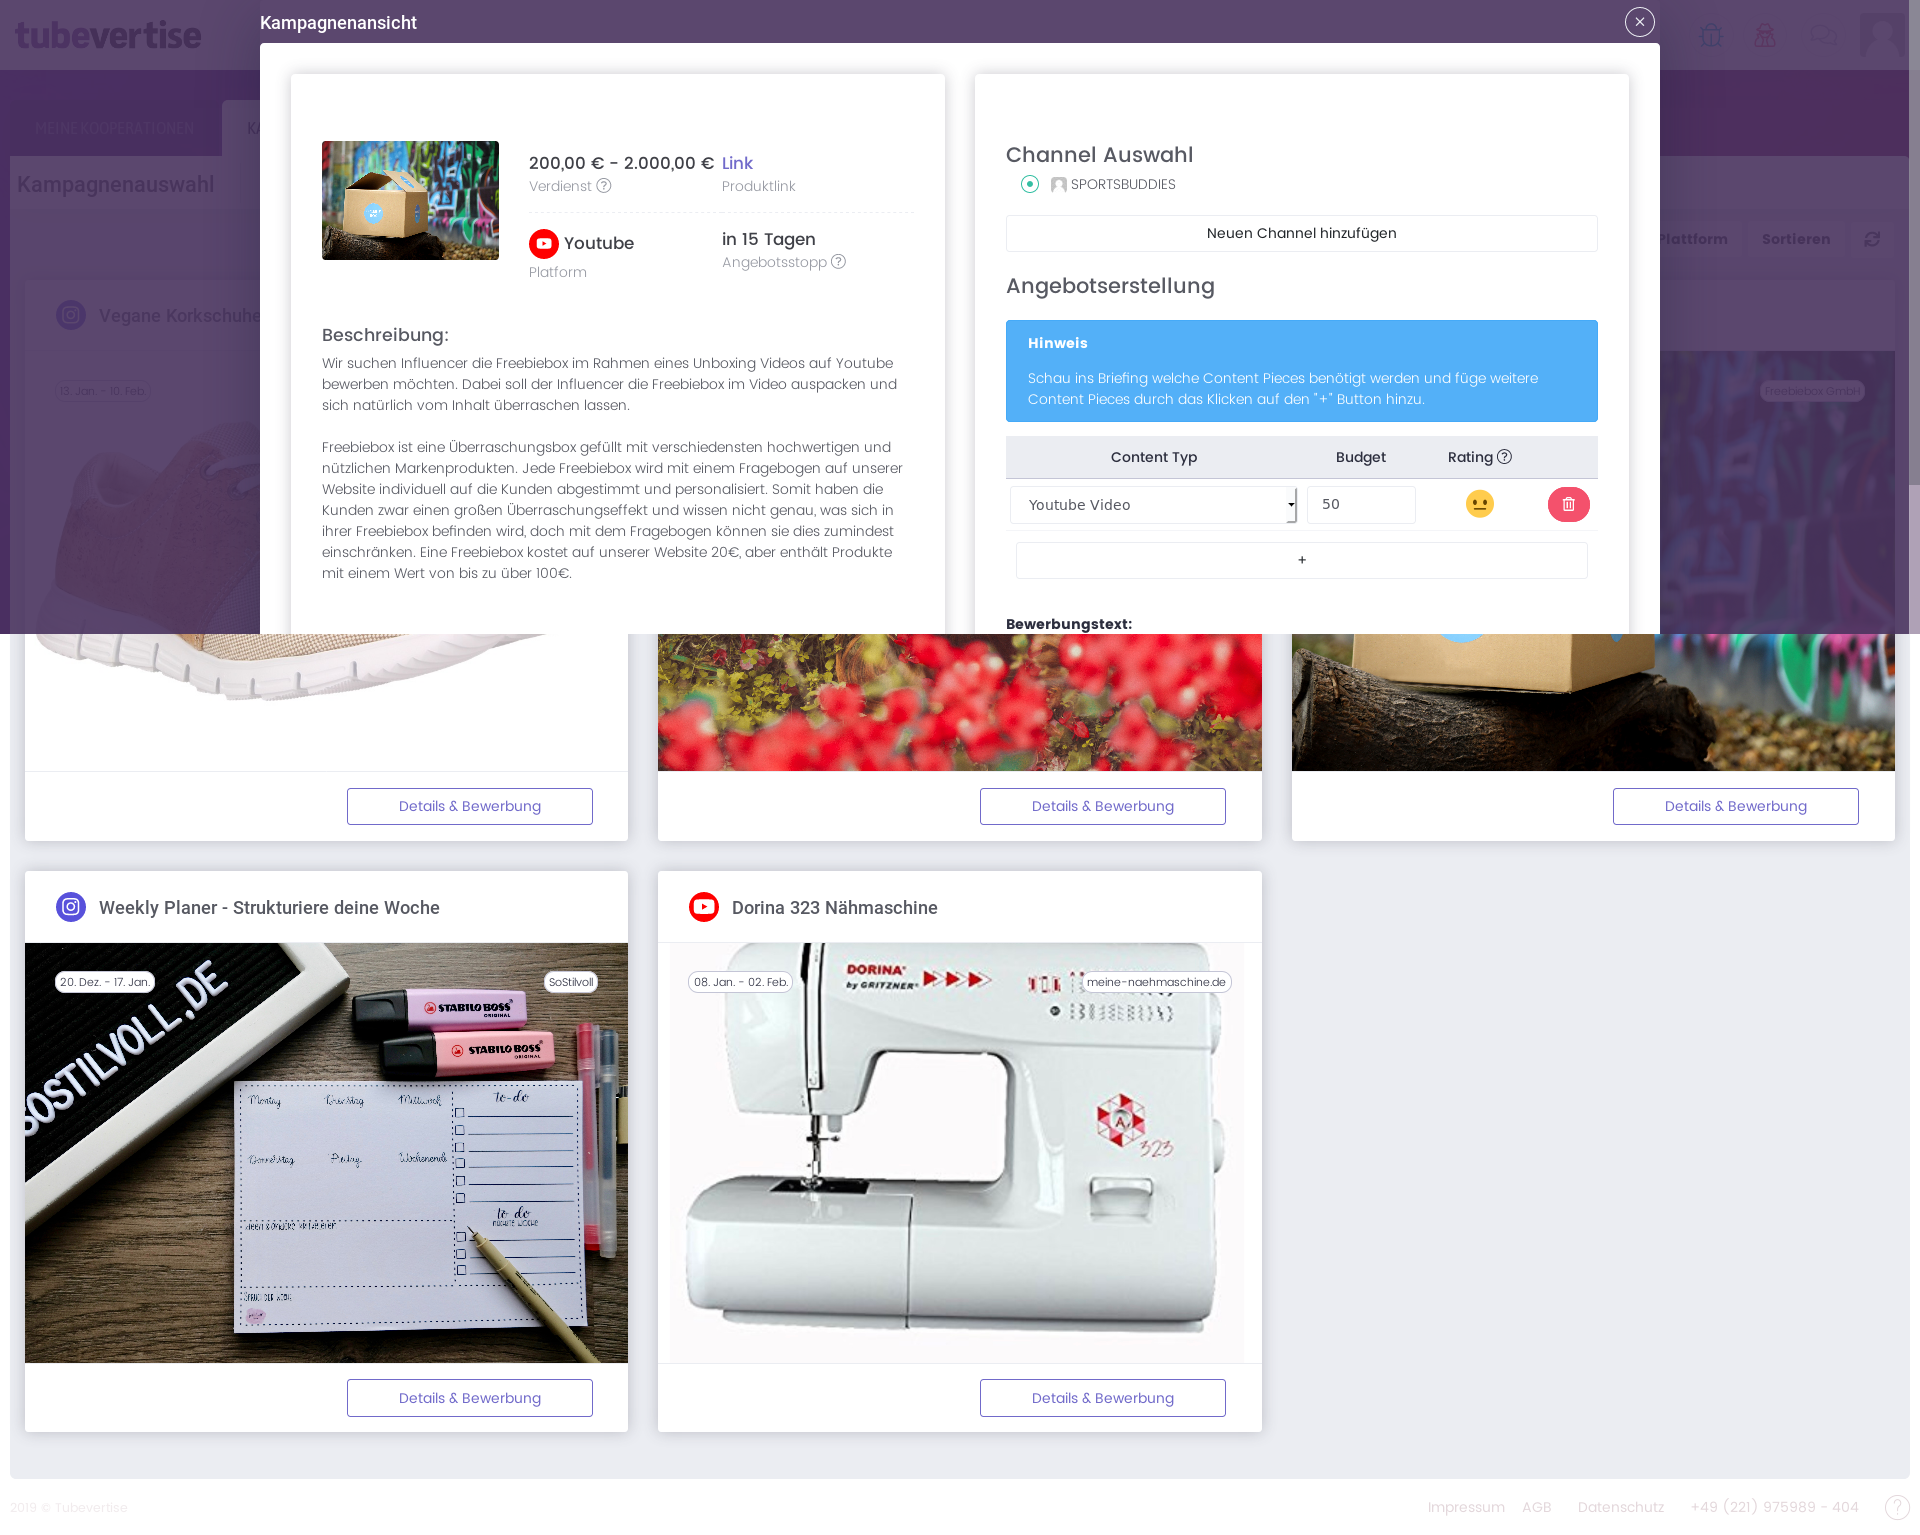 Kampagnenansicht
tubevertise
MEINE KOOPERATIONEN
Kampagnenauswahl
Plattform
Sortieren
Vegane Korkschuhe
13. Jan. - 10. Feb.
Freebiebox GmbH
200,00 € - 2.000,00 €
Verdienst
Link
Produktlink
Youtube
Platform
in 15 Tagen
Angebotsstopp
Beschreibung:
Wir suchen Influencer die Freebiebox im Rahmen eines Unboxing Videos auf Youtube
bewerben möchten. Dabei soll der Influencer die Freebiebox im Video auspacken und
sich natürlich vom Inhalt überraschen lassen.
Freebiebox ist eine Überraschungsbox gefüllt mit verschiedensten hochwertigen und
nützlichen Markenprodukten. Jede Freebiebox wird mit einem Fragebogen auf unserer
Website individuell auf die Kunden abgestimmt und personalisiert. Somit haben die
Kunden zwar einen großen Überraschungseffekt und wissen nicht genau, was sich in
ihrer Freebiebox befinden wird, doch mit dem Fragebogen können sie dies zumindest
einschränken. Eine Freebiebox kostet auf unserer Website 20€, aber enthält Produkte
mit einem Wert von bis zu über 100€.
Channel Auswahl
SPORTSBUDDIES
Neuen Channel hinzufügen
Angebotserstellung
Hinweis
Schau ins Briefing welche Content Pieces benötigt werden und füge weitere
Content Pieces durch das Klicken auf den "+" Button hinzu.
Content Typ Budget Rating
Youtube Video 50
+
Bewerbungstext:
Details & Bewerbung
Details & Bewerbung
Details & Bewerbung
Weekly Planer - Strukturiere deine Woche
20. Dez. - 17. Jan.
SoStilvoll
SOSTILVOLL,DE
STABILO BOSS
ORIGINAL
STABILO BOSS
ORIGINAL
Montag Dienstag Mittwoch to-do
Donnerstag Freitag Wochenende
to do
nächste Woche
Spruch der Woche
Details & Bewerbung
Dorina 323 Nähmaschine
08. Jan. - 02. Feb.
meine-naehmaschine.de
DORINA
by GRITZNER
323
Details & Bewerbung
2019 © Tubevertise
Impressum AGB Datenschutz +49 (221) 975989 - 404